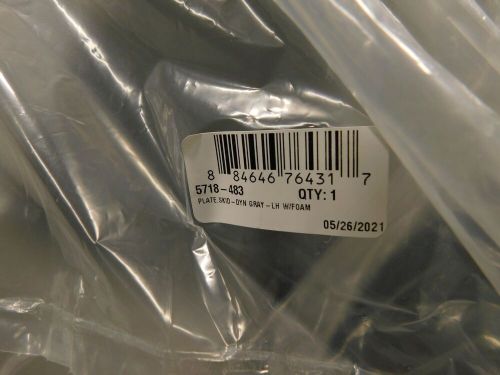 8 84646 76431 7
5718-483 QTY: 1
PLATE,SKID-DYN GRAY-LH W/FOAM
05/26/2021